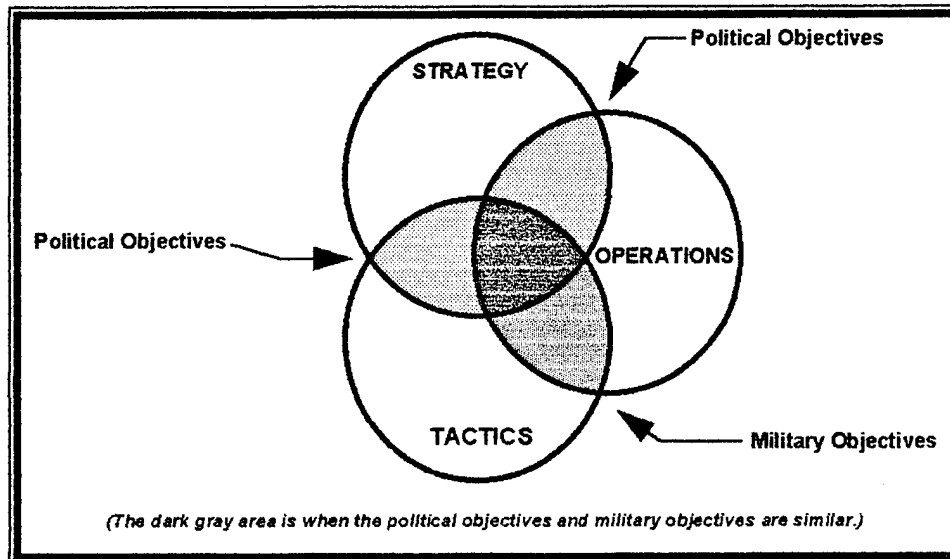 Political Objectives
STRATEGY
Political Objectives
OPERATIONS
TACTICS
Military Objectives
(The dark gray area is when the political objectives and military objectives are similar.)